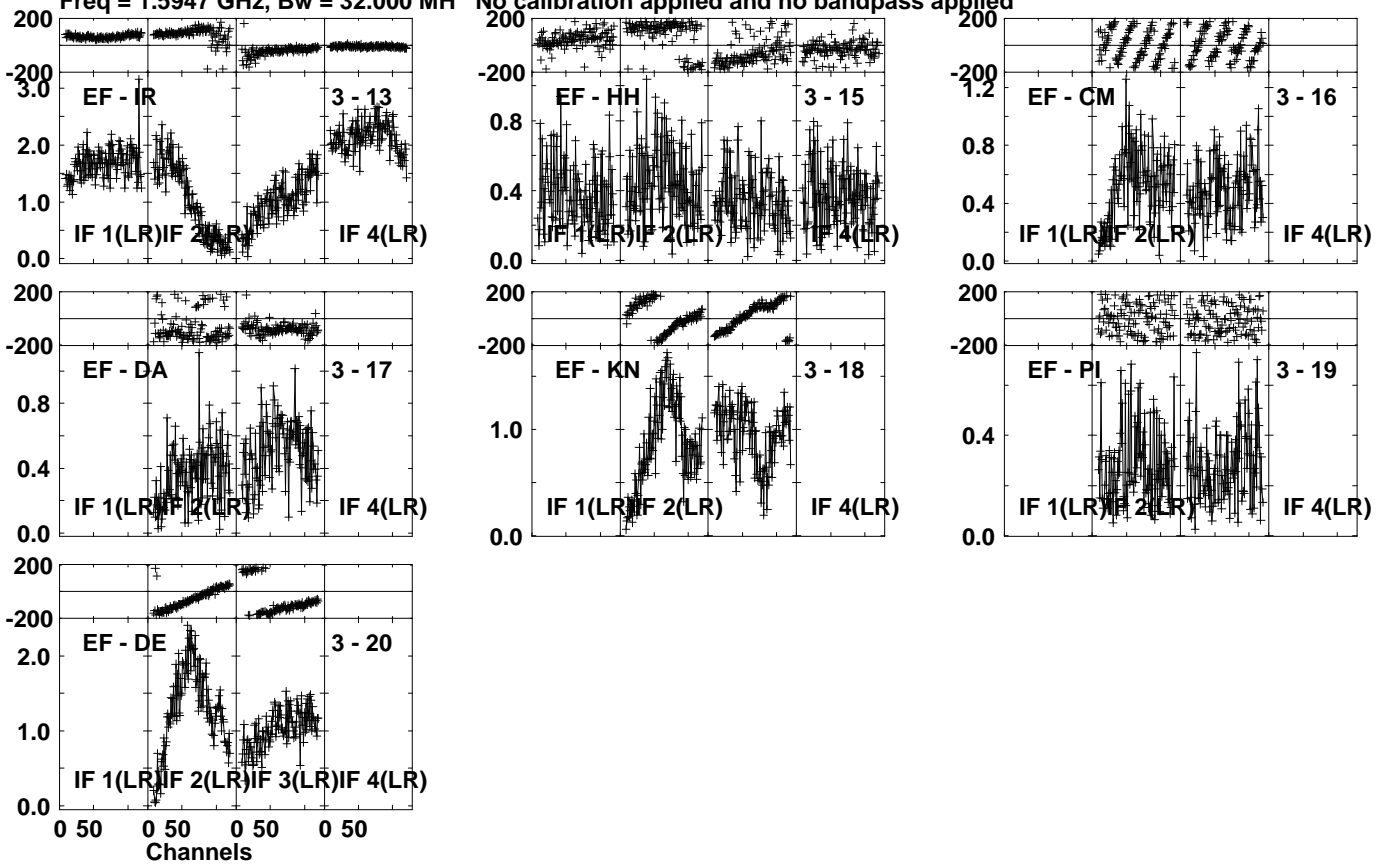 Freq = 1.5947 GHz, Bw = 32.000 MH No calibration applied and no bandpass applied
200
-200
3.0
2.0
1.0
0.0
EF - IR
3 - 13
IF 1(LR)
IF 2(LR)
IF 4(LR)
200
-200
0.8
0.4
0.0
EF - HH
3 - 15
IF 1(LR)
IF 2(LR)
IF 4(LR)
200
-200
1.2
0.8
0.4
0.0
EF - CM
3 - 16
IF 1(LR)
IF 2(LR)
IF 4(LR)
200
-200
0.8
0.4
0.0
EF - DA
3 - 17
IF 1(LR)
IF 2(LR)
IF 4(LR)
200
-200
1.0
0.0
EF - KN
3 - 18
IF 1(LR)
IF 2(LR)
IF 4(LR)
200
-200
0.4
0.0
EF - PI
3 - 19
IF 1(LR)
IF 2(LR)
IF 4(LR)
200
-200
2.0
1.0
0.0
EF - DE
3 - 20
IF 1(LR)
IF 2(LR)
IF 3(LR)
IF 4(LR)
0 50 0 50 0 50 0 50
Channels